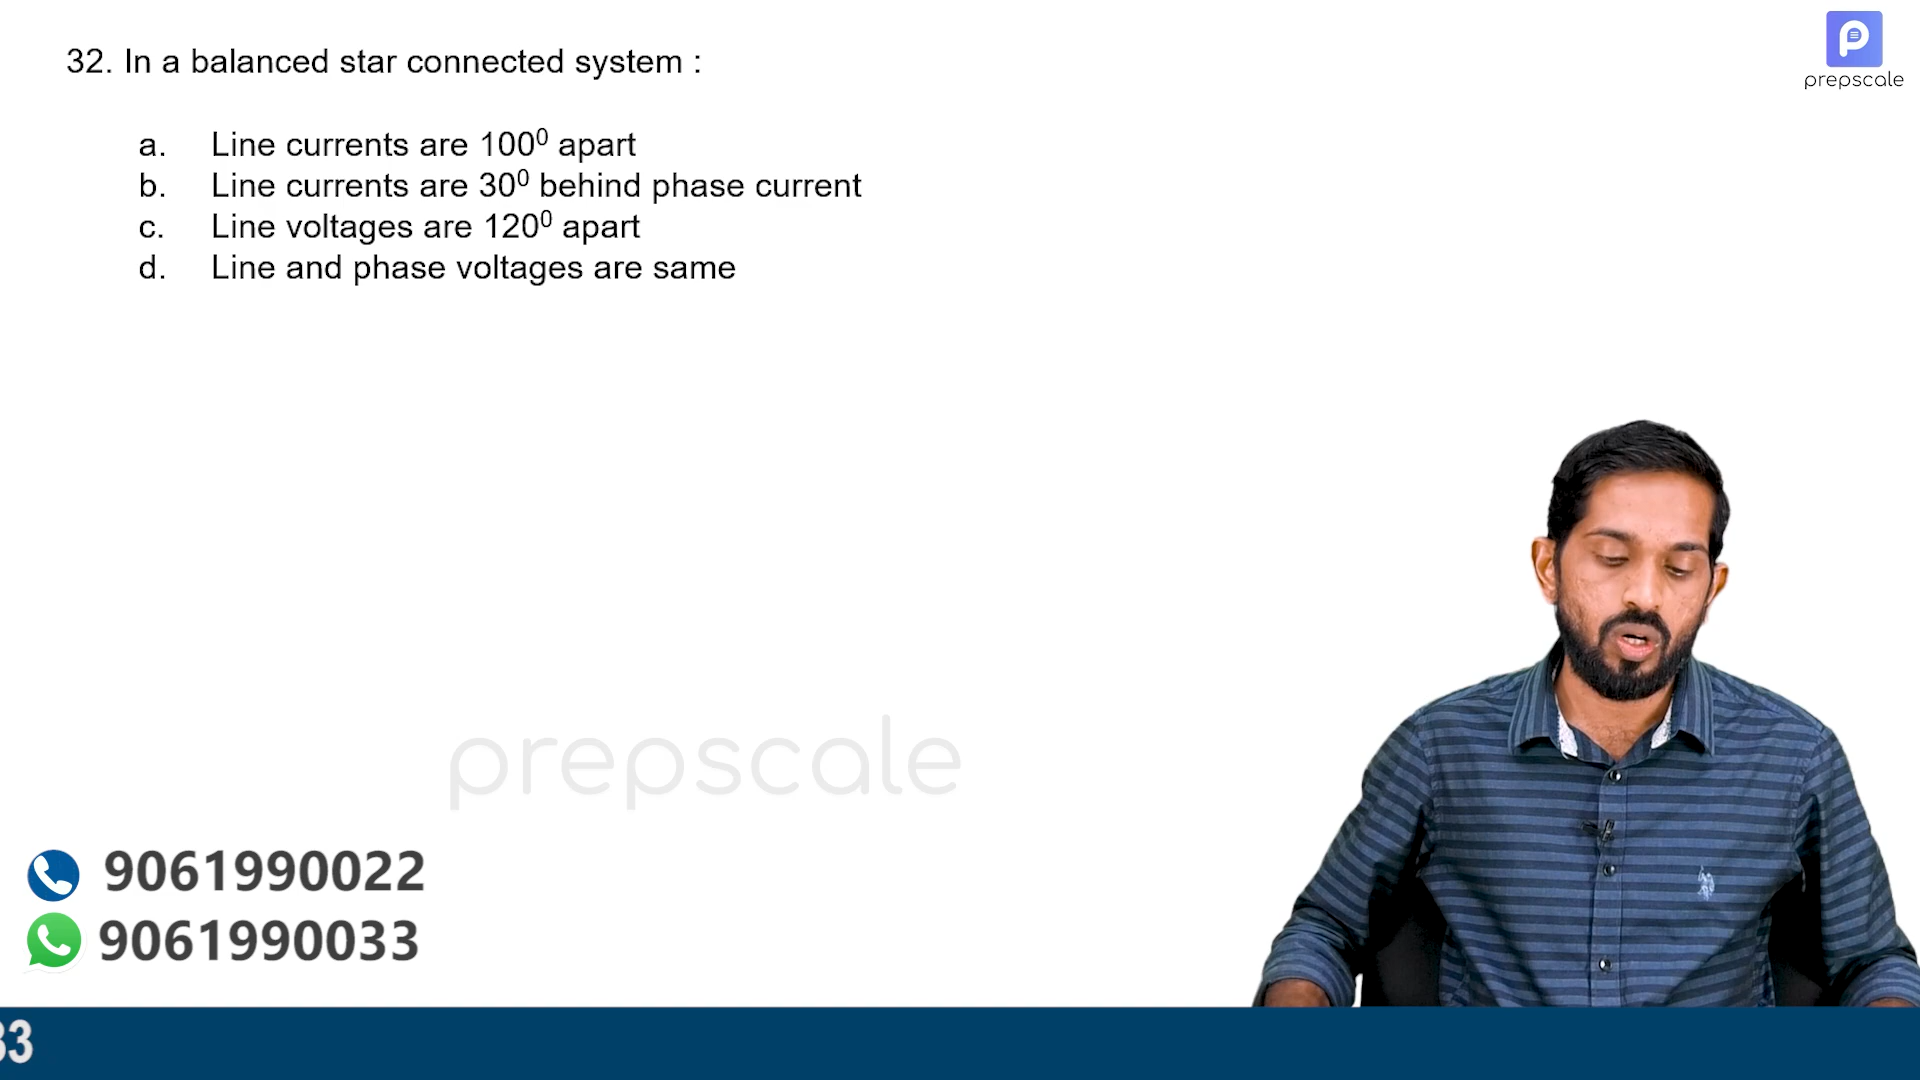 32. In a balanced star connected system :
prepscale
a. Line currents are 100⁰ apart
b. Line currents are 30⁰ behind phase current
c. Line voltages are 120⁰ apart
d. Line and phase voltages are same
prepscale
9061990022
9061990033
33